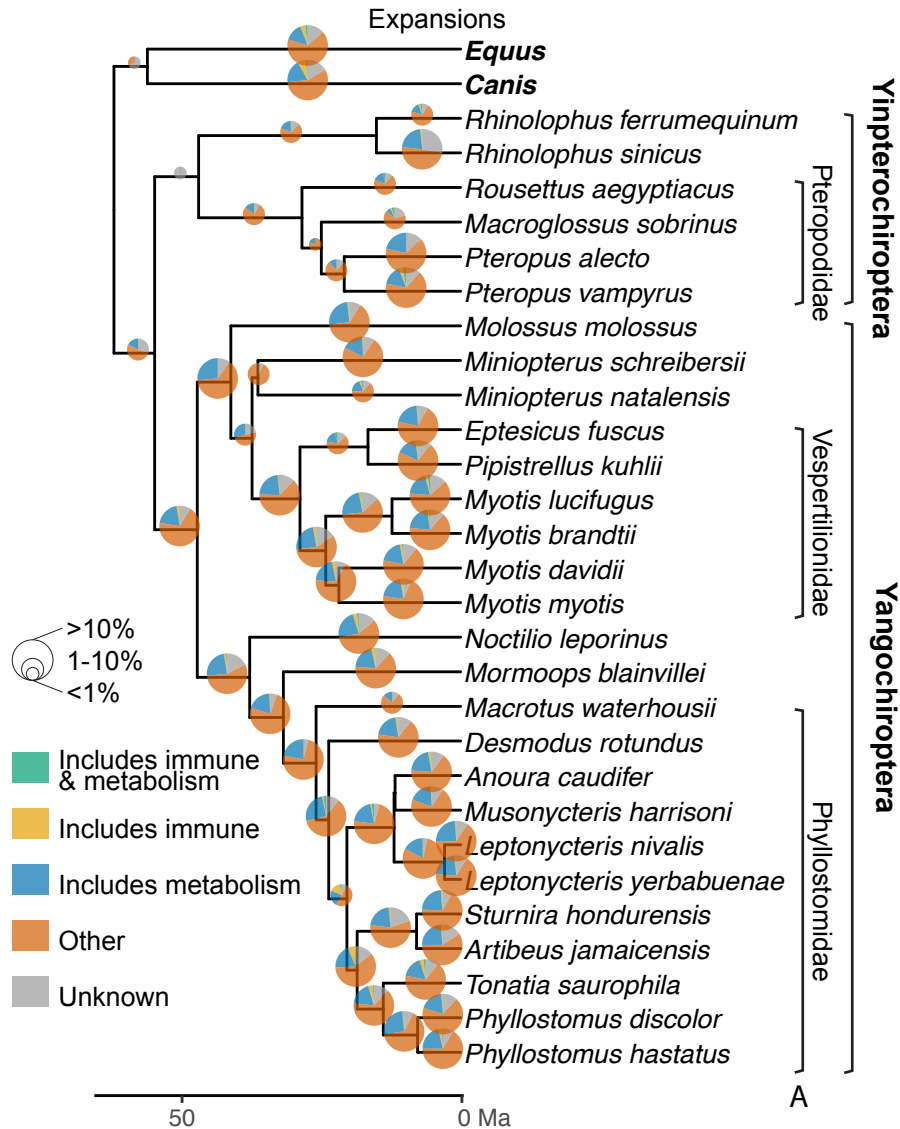 Expansions
Equus
Canis
Rhinolophus ferrumequinum
Rhinolophus sinicus
Rousettus aegyptiacus
Macroglossus sobrinus
Pteropus alecto
Pteropus vampyrus
Pteropodidae
Yinpterochiroptera
Molossus molossus
Miniopterus schreibersii
Miniopterus natalensis
Eptesicus fuscus
Pipistrellus kuhlii
Myotis lucifugus
Myotis brandtii
Myotis davidii
Myotis myotis
Vespertilionidae
Noctilio leporinus
Mormoops blainvillei
Macrotus waterhousii
Desmodus rotundus
Anoura caudifer
Musonycteris harrisoni
Leptonycteris nivalis
Leptonycteris yerbabuenae
Sturnira hondurensis
Artibeus jamaicensis
Tonatia saurophila
Phyllostomus discolor
Phyllostomus hastatus
Phyllostomidae
Yangochiroptera
>10%
1-10%
<1%
Includes immune
& metabolism
Includes immune
Includes metabolism
Other
Unknown
50
0 Ma
A